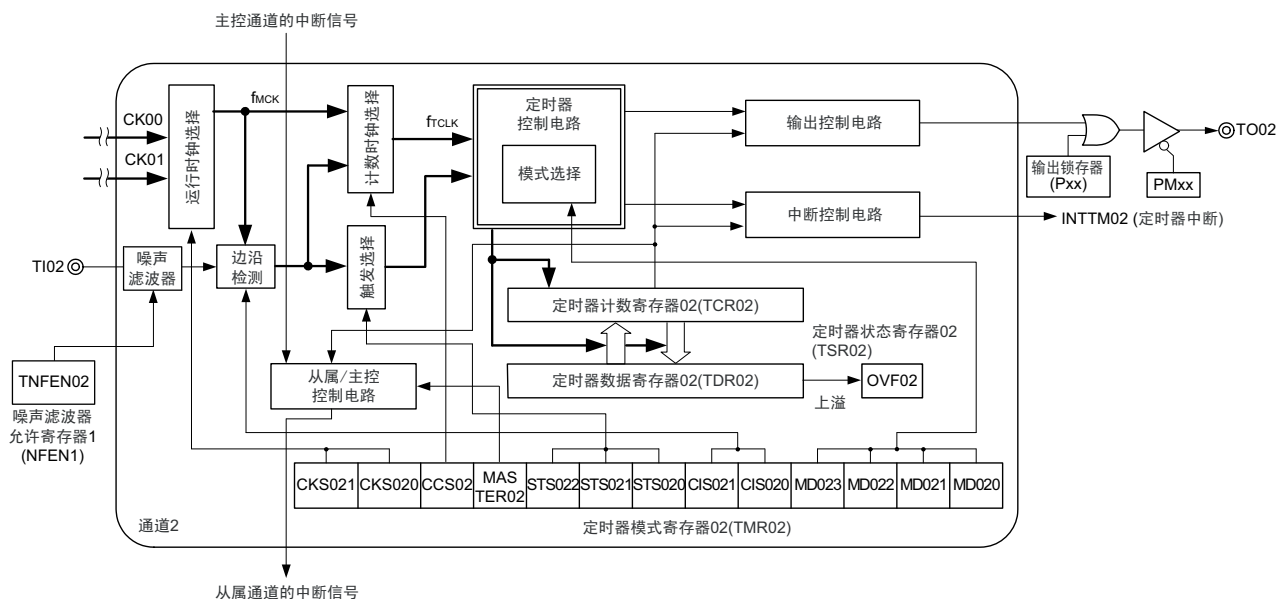 主控通道的中断信号
CK00
CK01
运行时钟选择
fMCK
计数时钟选择
fTCLK
定时器
控制电路
模式选择
输出控制电路
中断控制电路
输出锁存器
(Pxx)
PMxx
TO02
INTTM02 (定时器中断)
TI02
噪声
滤波器
边沿
检测
触发选择
定时器计数寄存器02(TCR02)
定时器数据寄存器02(TDR02)
定时器状态寄存器02
(TSR02)
OVF02
上溢
TNFEN02
噪声滤波器
允许寄存器1
(NFEN1)
从属/主控
控制电路
CKS021
CKS020
CCS02
MAS
TER02
STS022
STS021
STS020
CIS021
CIS020
MD023
MD022
MD021
MD020
通道2
定时器模式寄存器02(TMR02)
从属通道的中断信号